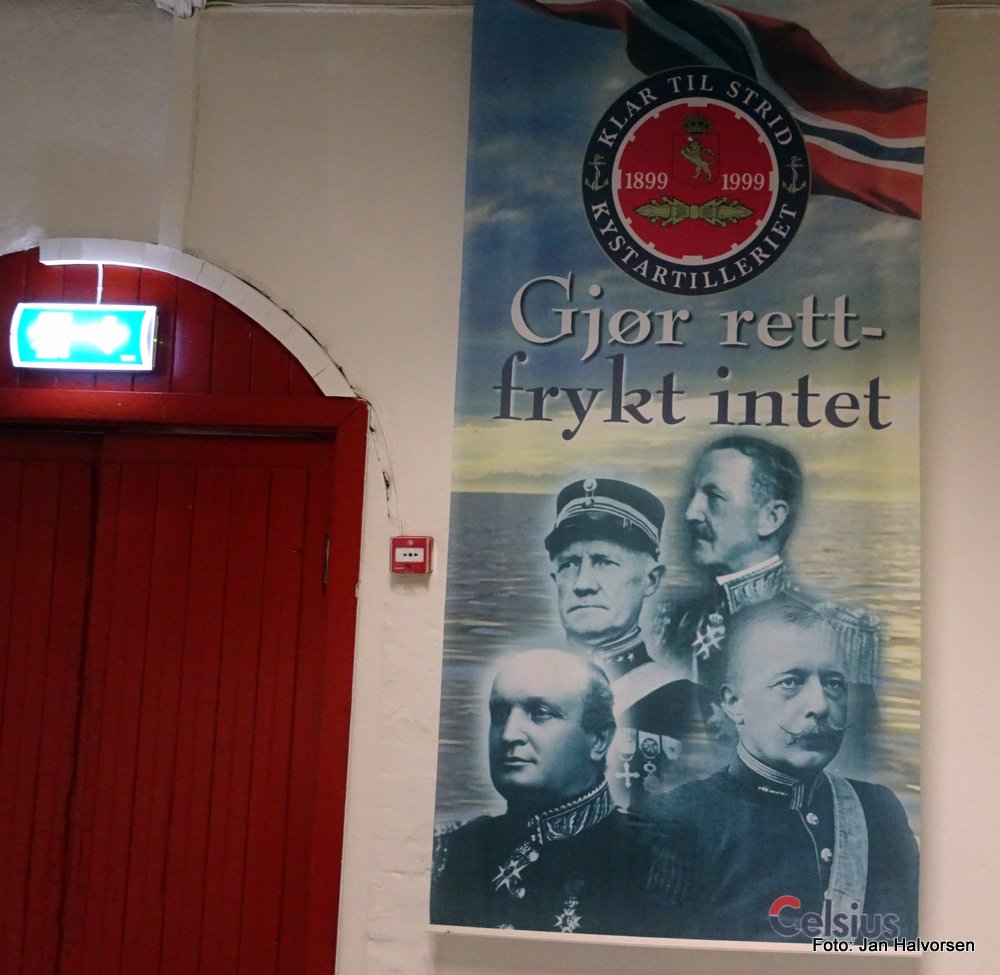 KLAR TIL STRID
1899 1999
KYSTARTILLERIET
Gjør rett-
frykt intet
Celsius
Foto: Jan Halvorsen